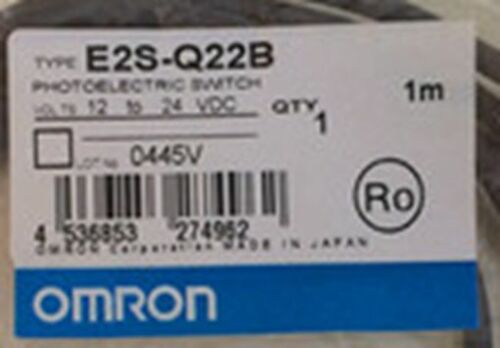 TYPE E2S-Q22B
PHOTOELECTRIC SWITCH
VOLTS 12 to 24 VDC QTY 1 1m
LOT No 0445V
Ro
4 536853 274962
OMRON Corporation MADE IN JAPAN
OMRON